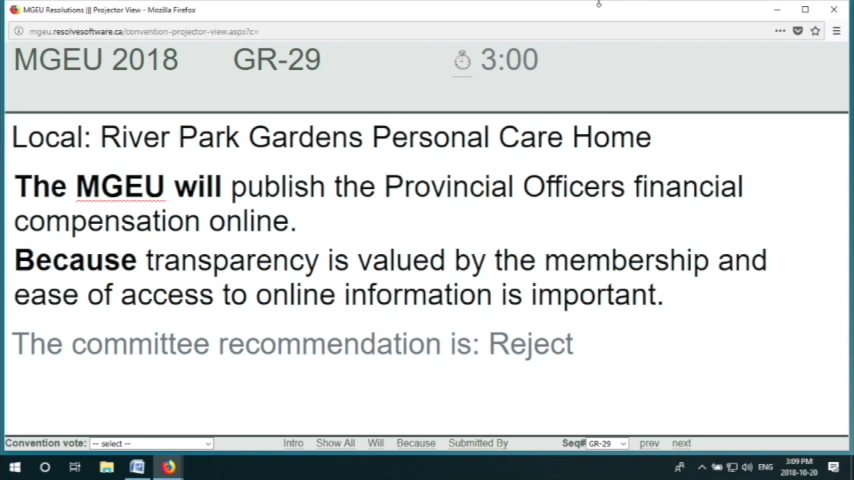 MGEU Resolutions ||| Projector View - Mozilla Firefox
mgeu.resolvesoftware.ca/convention-projector-view.aspx?c=
MGEU 2018 GR-29 3:00
Local: River Park Gardens Personal Care Home
The MGEU will publish the Provincial Officers financial
compensation online.
Because transparency is valued by the membership and
ease of access to online information is important.
The committee recommendation is: Reject
Convention vote: -- select -- Intro Show All Will Because Submitted By Seq# GR-29 prev next
ENG 3:09 PM
2018-10-20